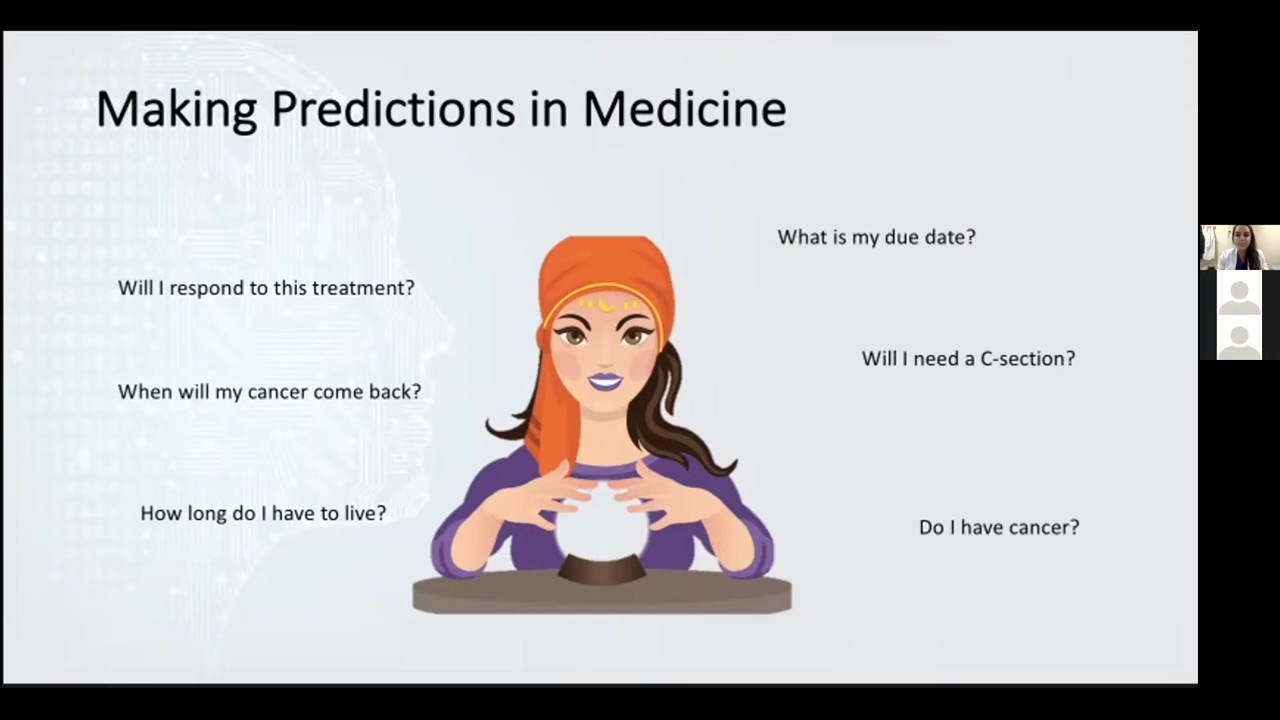 Making Predictions in Medicine
What is my due date?
Will I respond to this treatment?
Will I need a C-section?
When will my cancer come back?
How long do I have to live?
Do I have cancer?